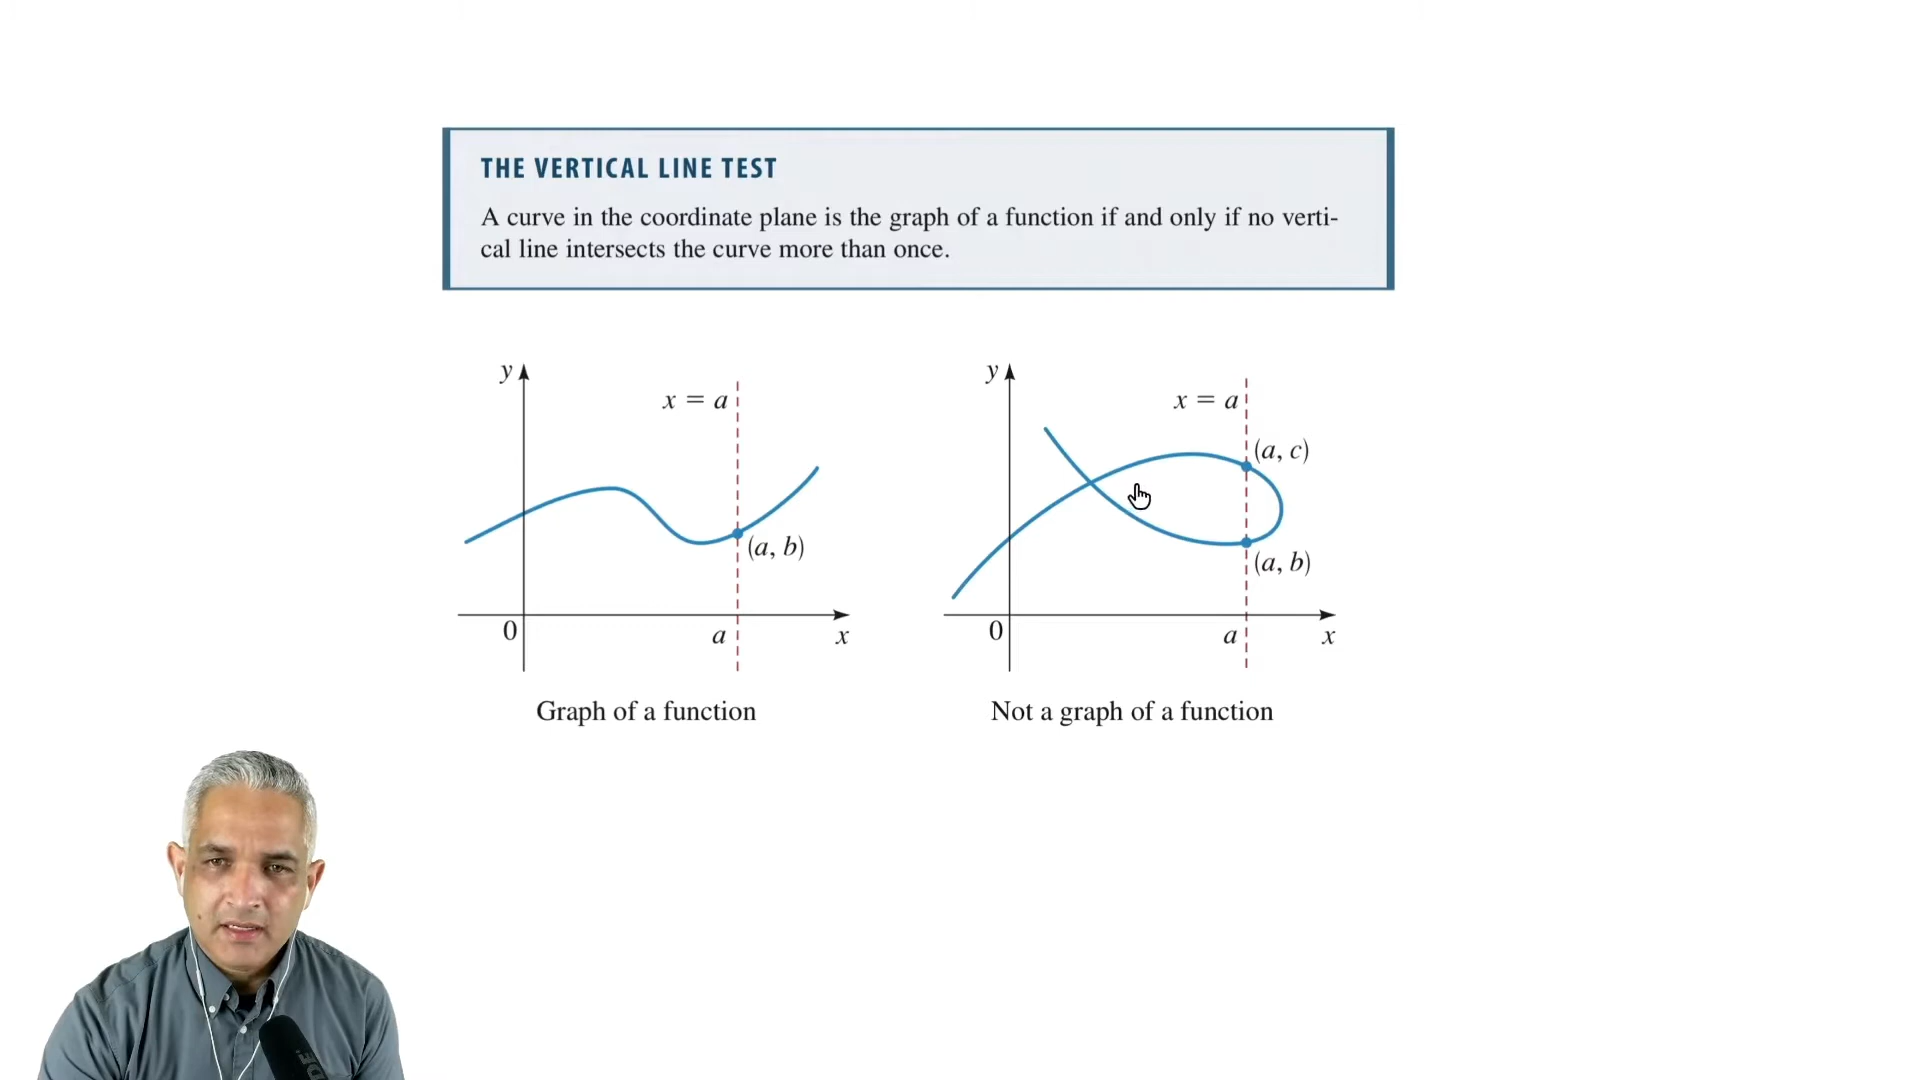 THE VERTICAL LINE TEST
A curve in the coordinate plane is the graph of a function if and only if no verti-
cal line intersects the curve more than once.
y
x = a
(a, b)
0
a
x
Graph of a function
y
x = a
(a, c)
(a, b)
0
a
x
Not a graph of a function